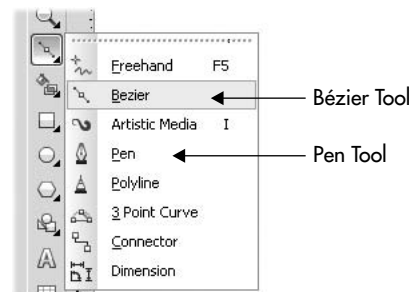 Freehand F5
Bezier Bézier Tool
Artistic Media I
Pen Pen Tool
Polyline
3 Point Curve
Connector
Dimension